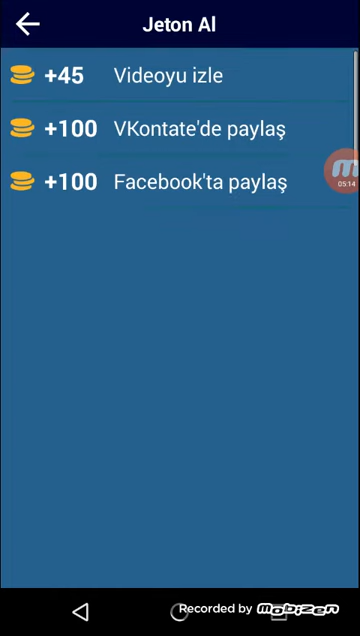 Jeton Al
+45 Videoyu izle
+100 VKontate'de paylaş
+100 Facebook'ta paylaş
05:14
Recorded by mobizen